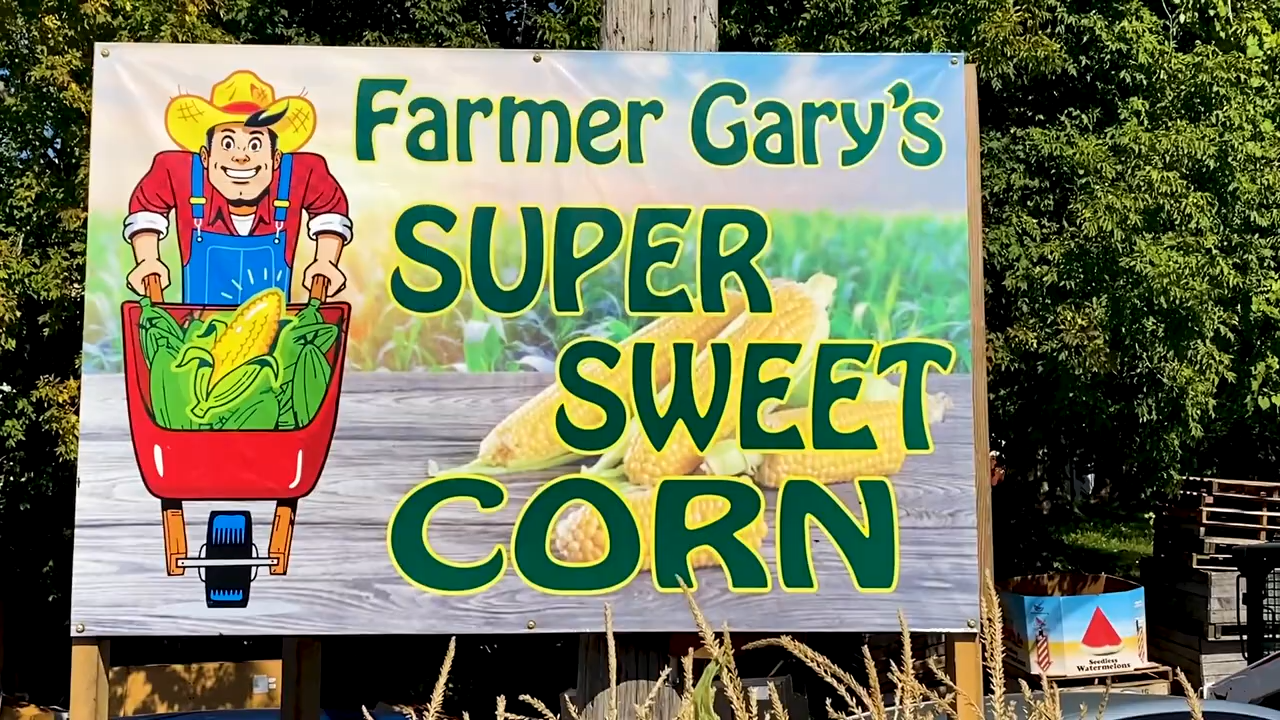 Farmer Gary's
SUPER
SWEET
CORN
Seedless
Watermelons